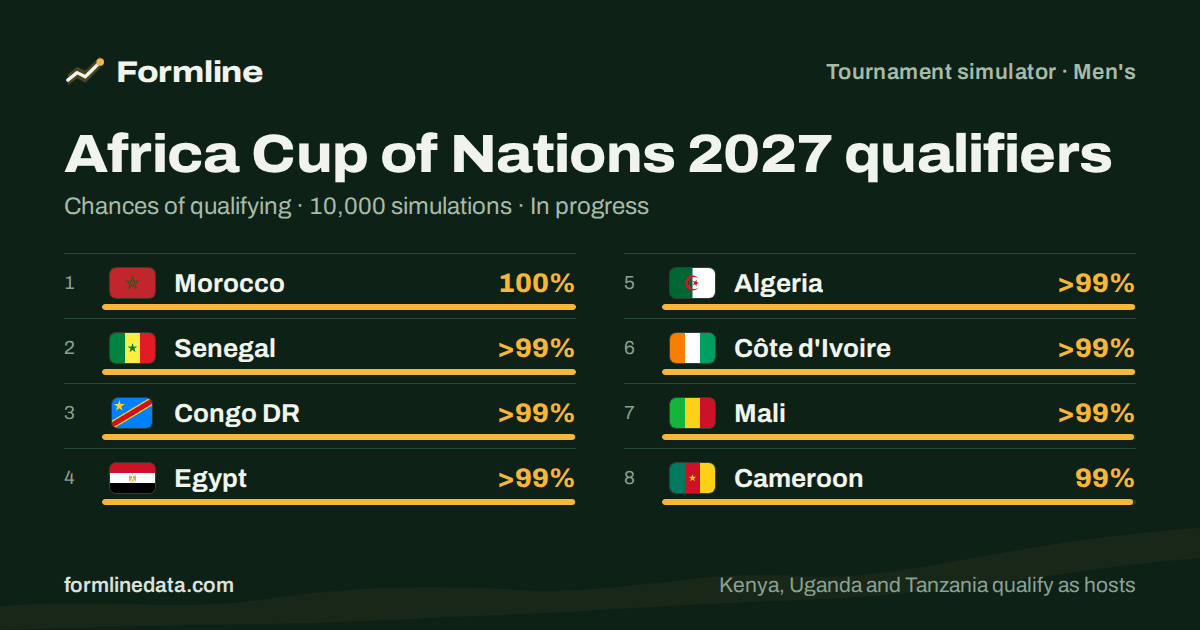 Formline
Tournament simulator · Men's
Africa Cup of Nations 2027 qualifiers
Chances of qualifying · 10,000 simulations · In progress
1 Morocco 100%
2 Senegal >99%
3 Congo DR >99%
4 Egypt >99%
5 Algeria >99%
6 Côte d'Ivoire >99%
7 Mali >99%
8 Cameroon 99%
formlinedata.com
Kenya, Uganda and Tanzania qualify as hosts